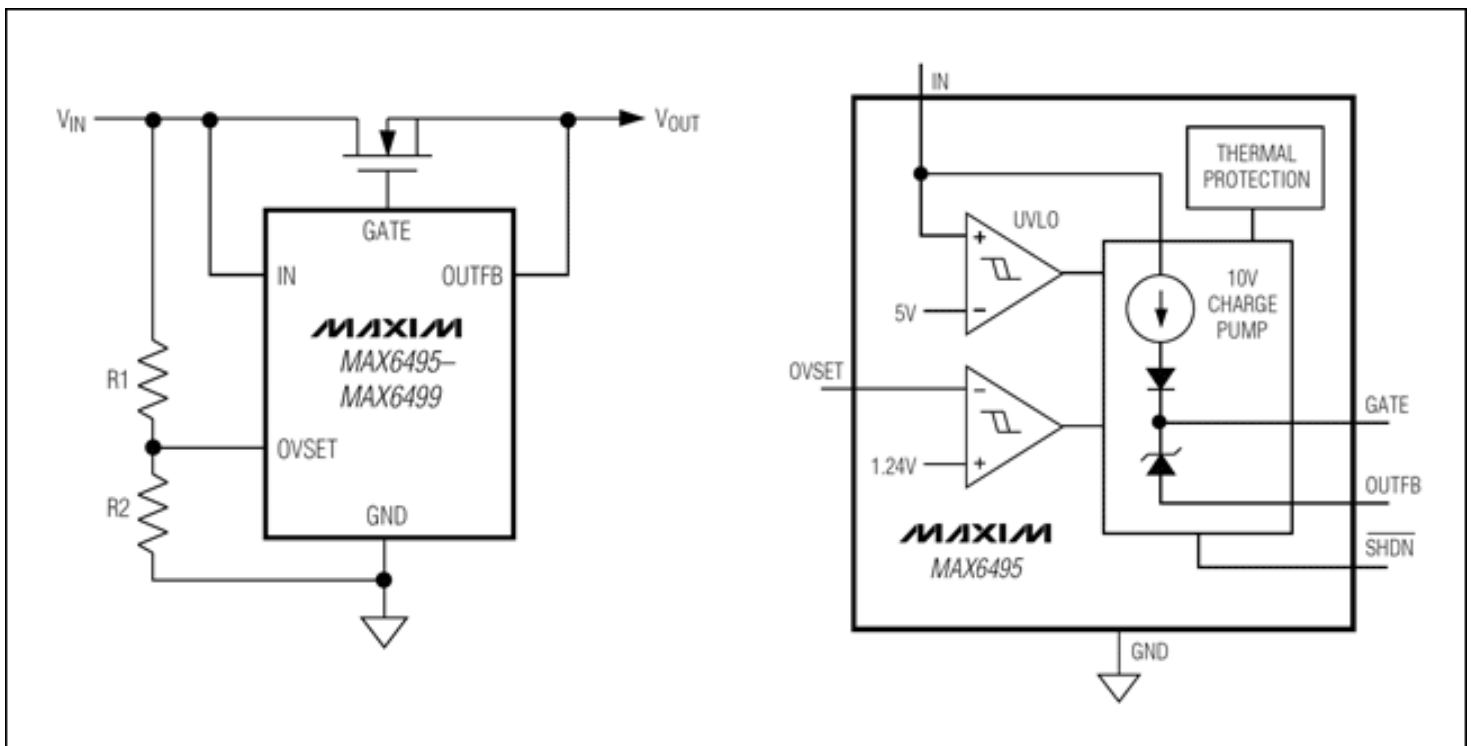 VIN
VOUT
GATE
IN
OUTFB
MAXIM
MAX6495–
MAX6499
R1
OVSET
R2
GND
IN
THERMAL
PROTECTION
UVLO
+
5V
–
10V
CHARGE
PUMP
OVSET
–
1.24V
+
GATE
OUTFB
SHDN
MAXIM
MAX6495
GND